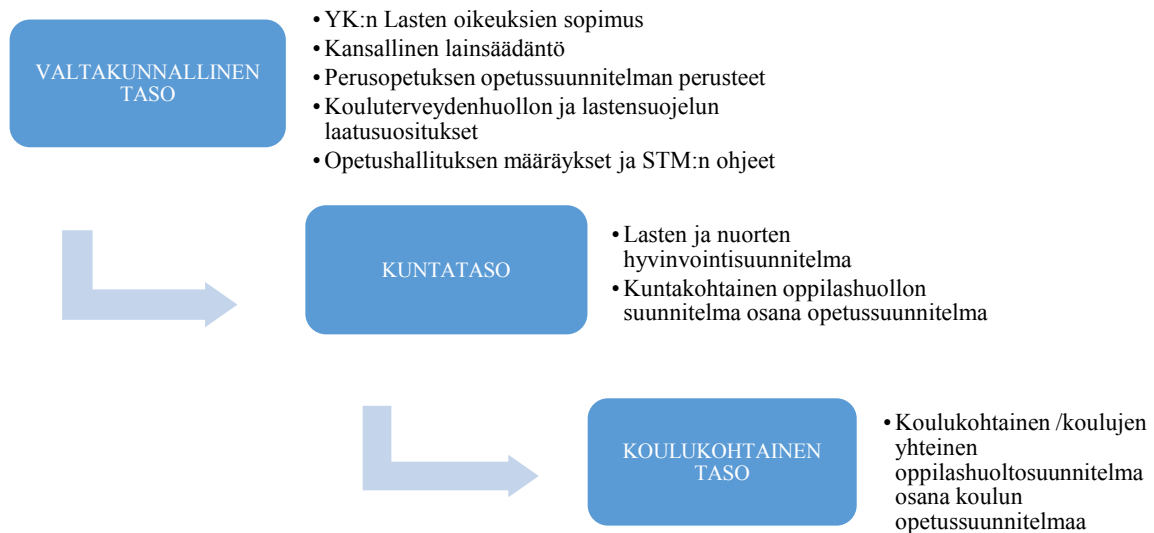 VALTAKUNNALLINEN
TASO
• YK:n Lasten oikeuksien sopimus
• Kansallinen lainsäädäntö
• Perusopetuksen opetussuunnitelman perusteet
• Kouluterveydenhuollon ja lastensuojelun
laatusuositukset
• Opetushallituksen määräykset ja STM:n ohjeet
KUNTATASO
• Lasten ja nuorten
hyvinvointisuunnitelma
• Kuntakohtainen oppilashuollon
suunnitelma osana opetussuunnitelma
KOULUKOHTAINEN
TASO
• Koulukohtainen /koulujen
yhteinen
oppilashuoltosuunnitelma
osana koulun
opetussuunnitelmaa